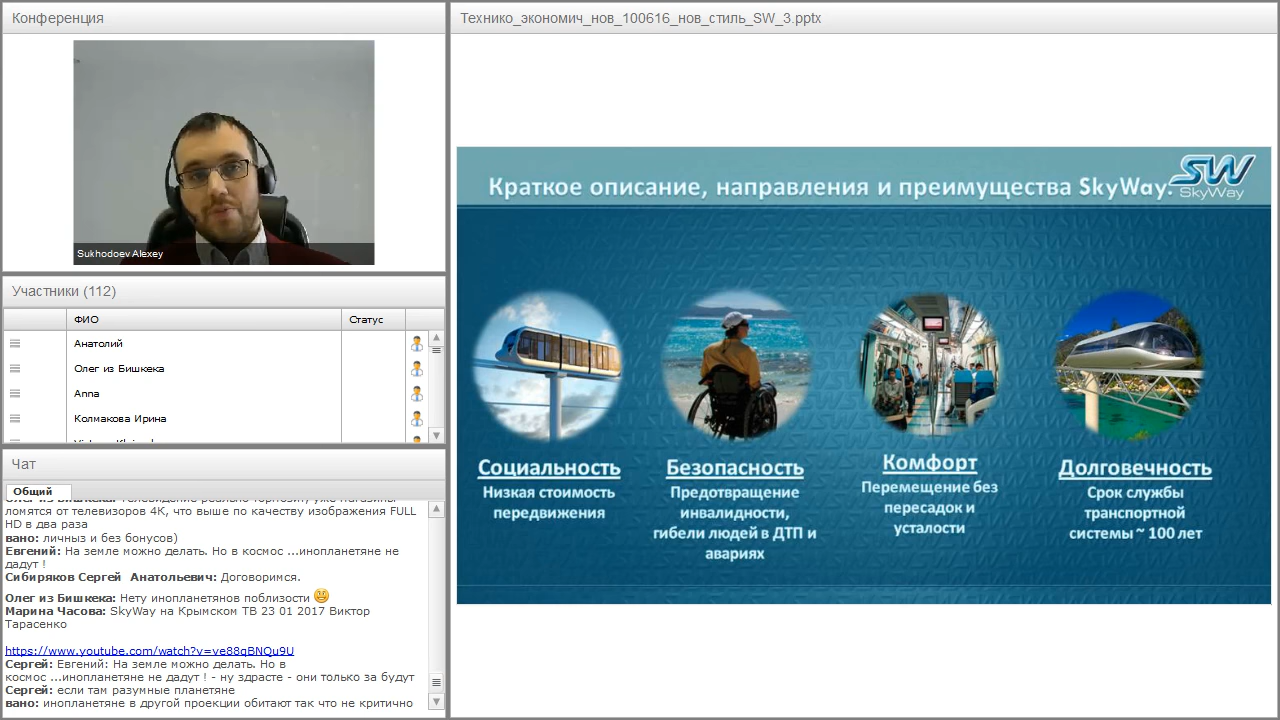 Конференция
Sukhodoev Alexey
Участники (112)
ФИО
Статус
Анатолий
Олег из Бишкека
Anna
Колмакова Ирина
Чат
Общий
ломятся от телевизоров 4К, что выше по качеству изображения FULL
HD в два раза
вано: личныз и без бонусов)
Евгений: На земле можно делать. Но в космос ...инопланетяне не
дадут !
Сибиряков Сергей Анатольевич: Договоримся.
Олег из Бишкека: Нету инопланетянов поблизости
Марина Часова: SkyWay на Крымском ТВ 23 01 2017 Виктор
Тарасенко
https://www.youtube.com/watch?v=ve88qBNQu9U
Сергей: Евгений: На земле можно делать. Но в
космос ...инопланетяне не дадут ! - ну здрасте - они только за будут
Сергей: если там разумные планетяне
вано: инопланетяне в другой проекции обитают так что не критично
Технико_экономич_нов_100616_нов_стиль_SW_3.pptx
Краткое описание, направления и преимущества SkyWay.
SW
SkyWay
Социальность
Низкая стоимость
передвижения
Безопасность
Предотвращение
инвалидности,
гибели людей в ДТП и
авариях
Комфорт
Перемещение без
пересадок и
усталости
Долговечность
Срок службы
транспортной
системы ~ 100 лет